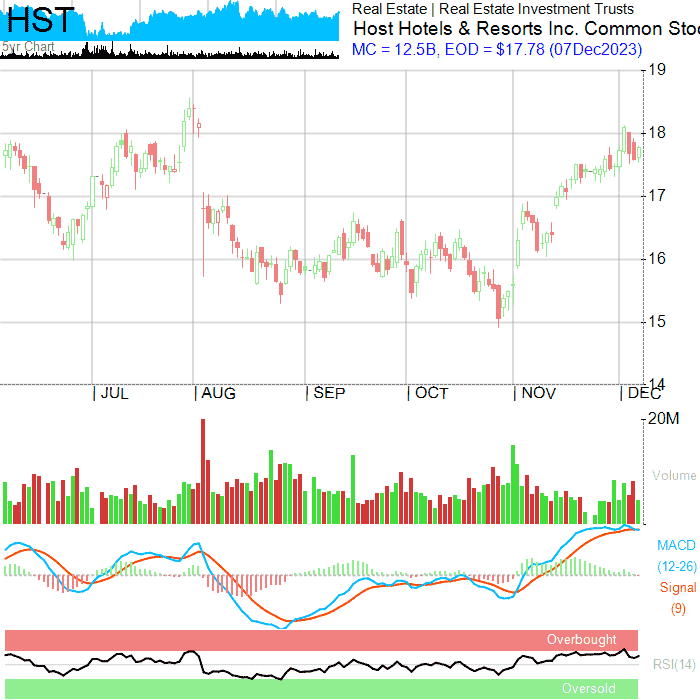 HST
5yr Chart
Real Estate | Real Estate Investment Trusts
Host Hotels & Resorts Inc. Common Stoc
MC = 12.5B, EOD = $17.78 (07Dec2023)
19
18
17
16
15
14
| JUL | AUG | SEP | OCT | NOV | DEC
20M
Volume
MACD
(12-26)
Signal
(9)
Overbought
RSI(14)
Oversold